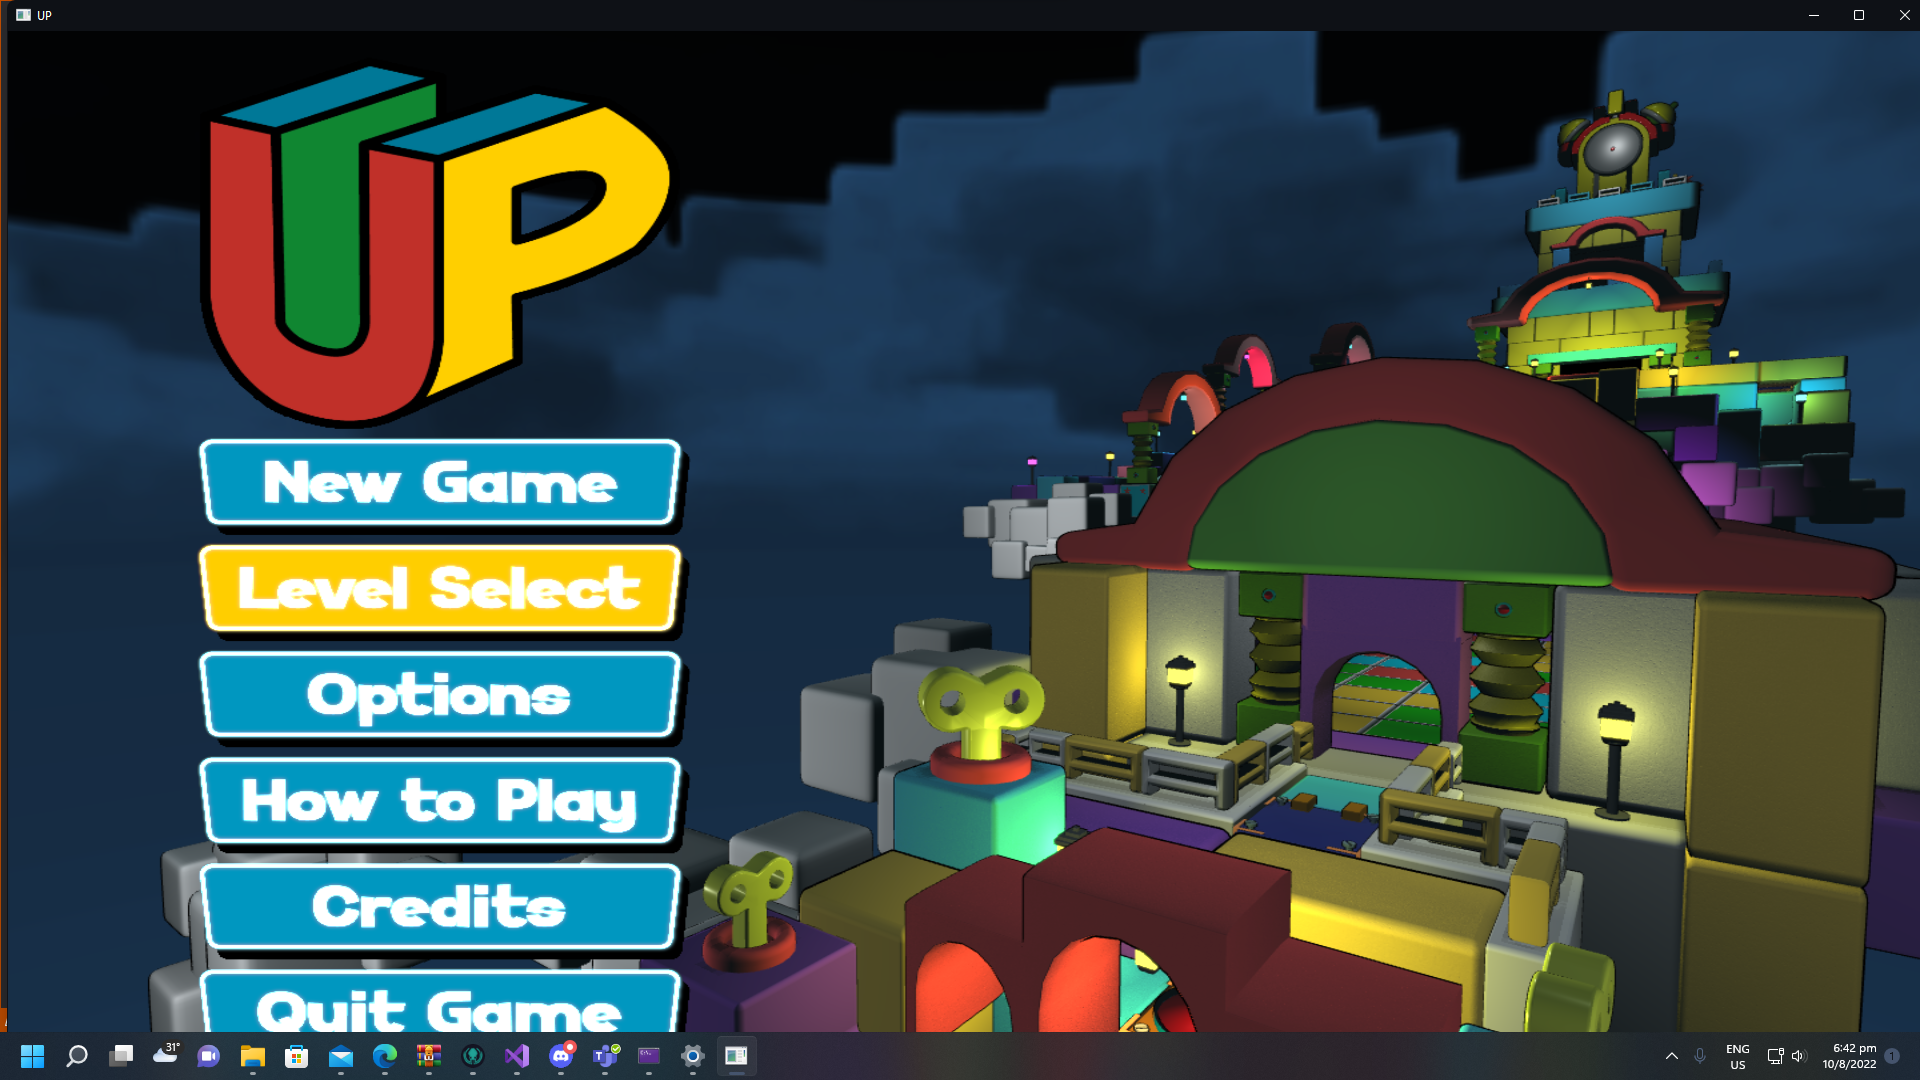 UP
UP
New Game
Level Select
Options
How to Play
Credits
Quit Game
31°
ENG
US
6:42 pm
10/8/2022
1